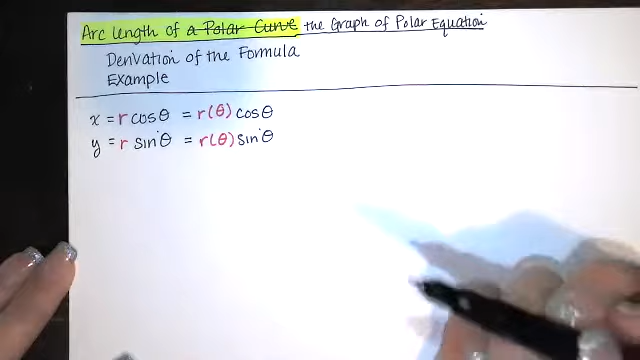 Arc length of a Polar Curve the Graph of Polar Equation
Derivation of the Formula
Example
x = r cosθ = r(θ) cosθ
y = r sinθ = r(θ) sinθ